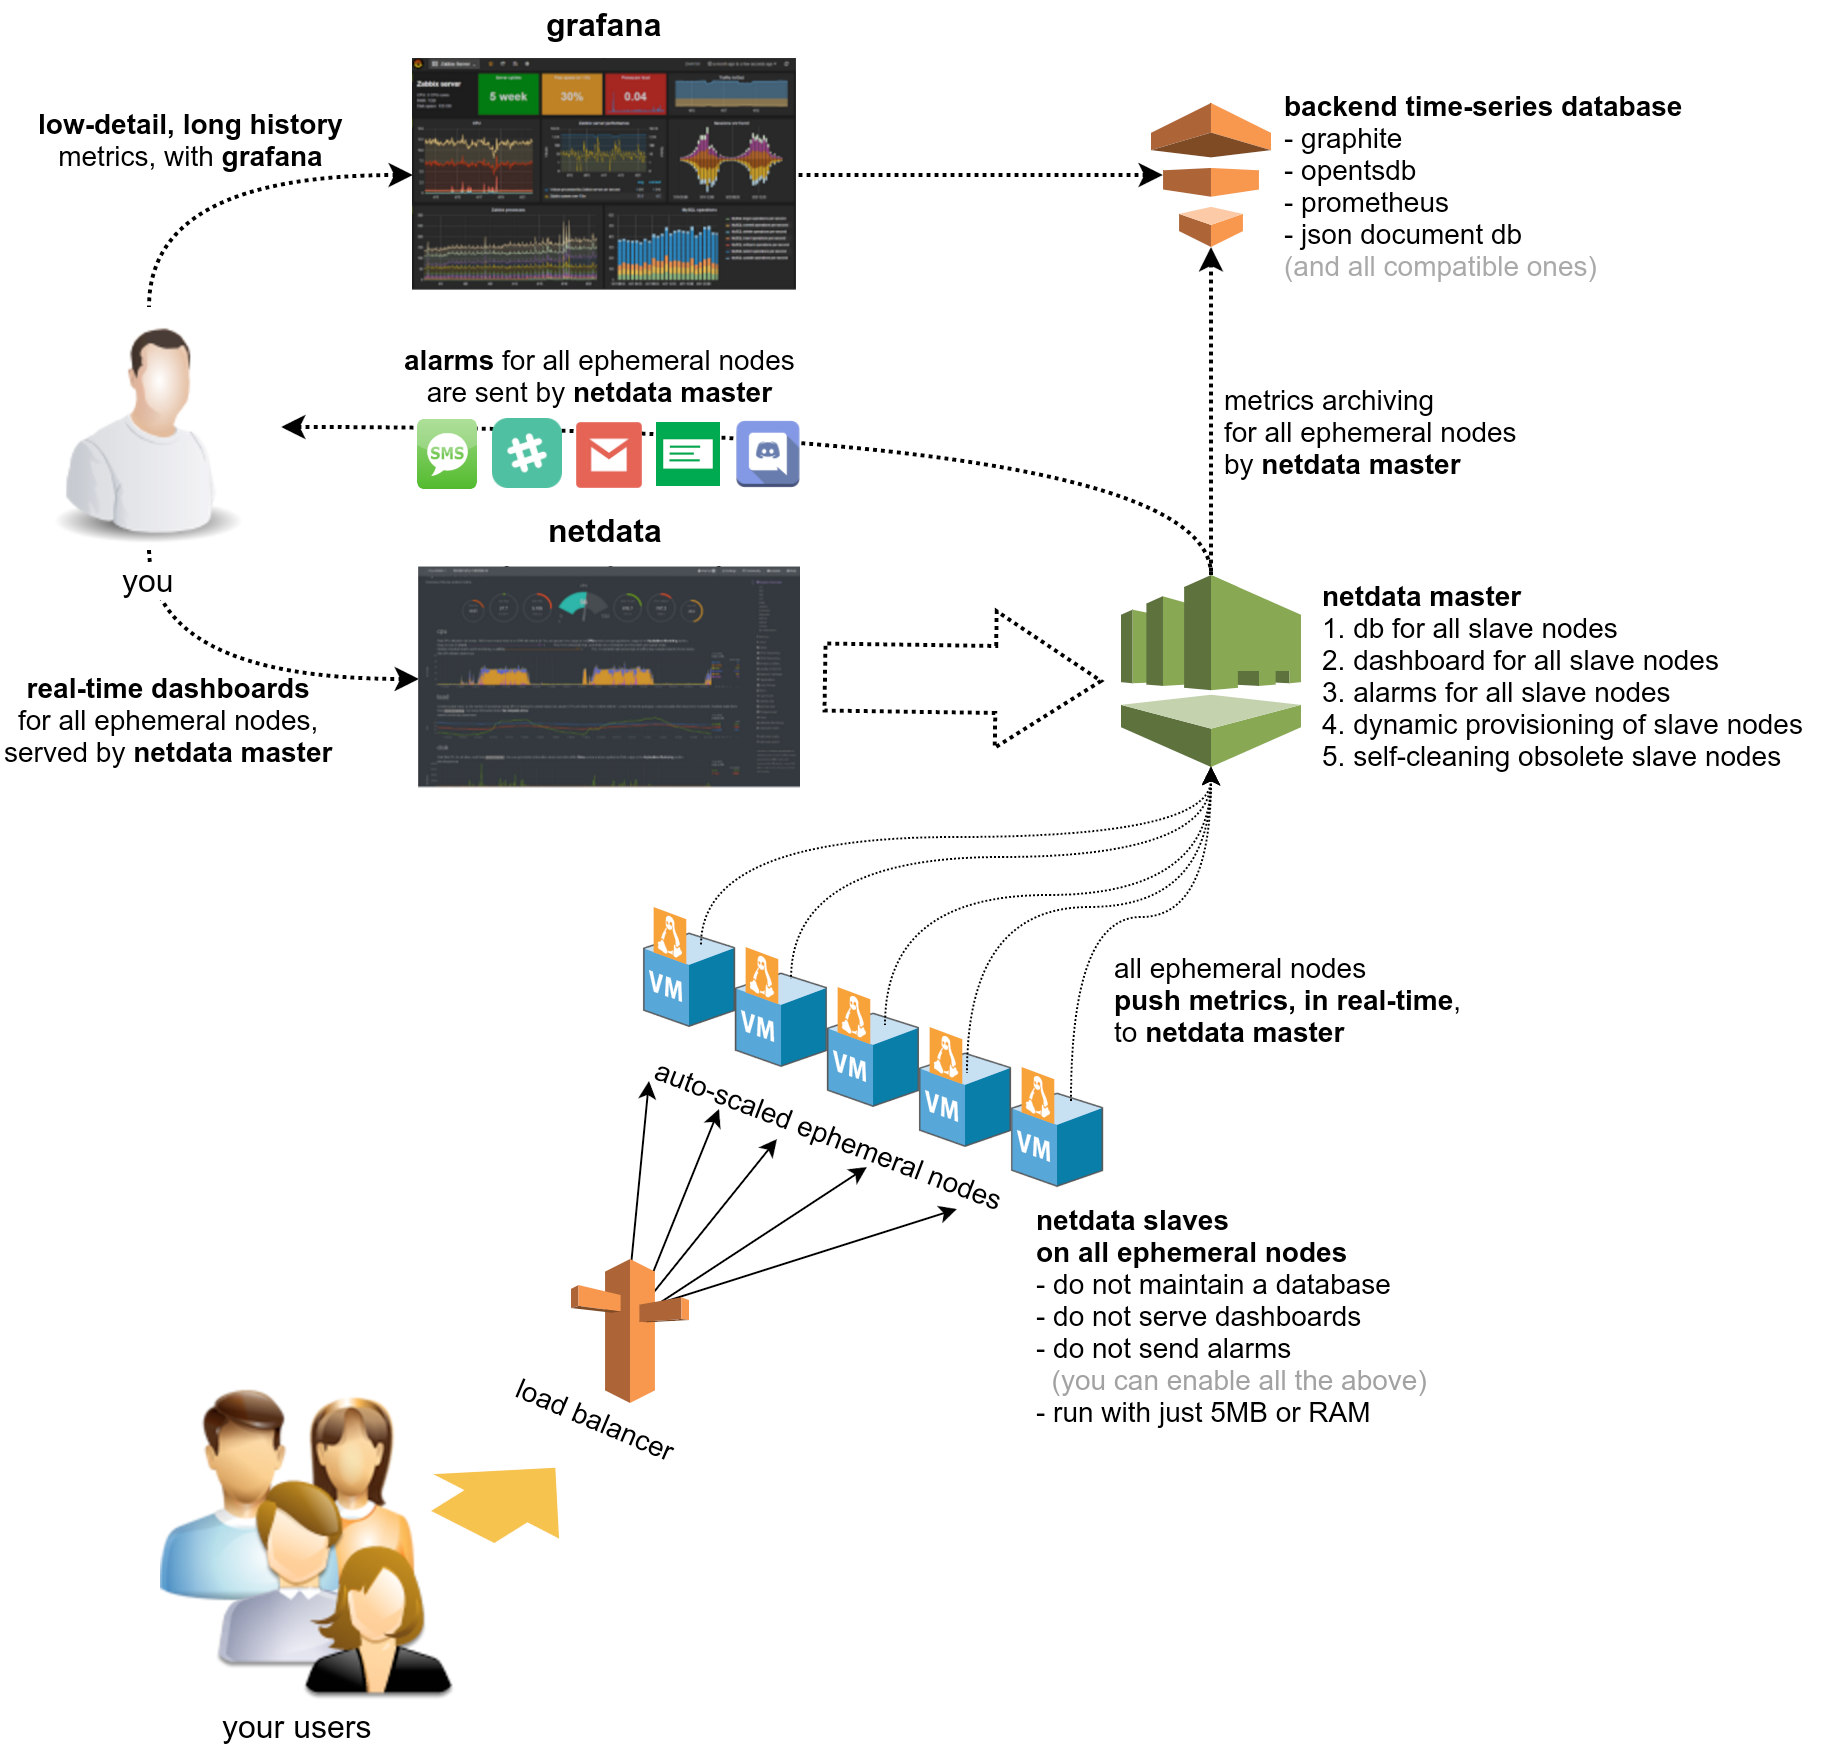 grafana
Zabbix server
5 week
30%
0.04
low-detail, long history
metrics, with grafana
backend time-series database
- graphite
- opentsdb
- prometheus
- json document db
(and all compatible ones)
alarms for all ephemeral nodes
are sent by netdata master
SMS
metrics archiving
for all ephemeral nodes
by netdata master
you
netdata
real-time dashboards
for all ephemeral nodes,
served by netdata master
netdata master
1. db for all slave nodes
2. dashboard for all slave nodes
3. alarms for all slave nodes
4. dynamic provisioning of slave nodes
5. self-cleaning obsolete slave nodes
VM
VM
VM
VM
VM
all ephemeral nodes
push metrics, in real-time,
to netdata master
auto-scaled ephemeral nodes
netdata slaves
on all ephemeral nodes
- do not maintain a database
- do not serve dashboards
- do not send alarms
(you can enable all the above)
- run with just 5MB or RAM
load balancer
your users